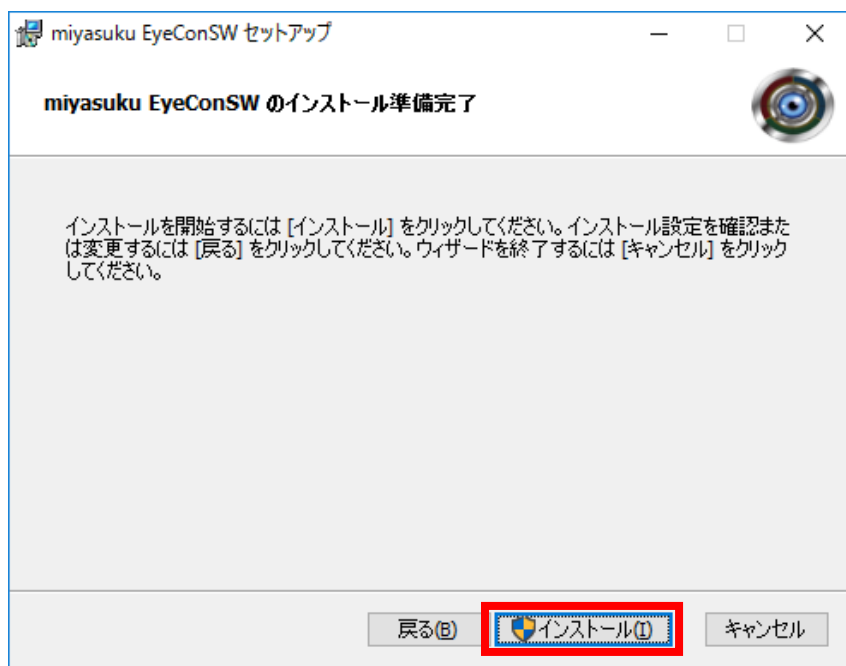 miyasuku EyeConSW セットアップ
miyasuku EyeConSW のインストール準備完了
インストールを開始するには [インストール] をクリックしてください。インストール設定を確認また
は変更するには [戻る] をクリックしてください。ウィザードを終了するには [キャンセル] をクリック
してください。
戻る(B)
インストール(I)
キャンセル